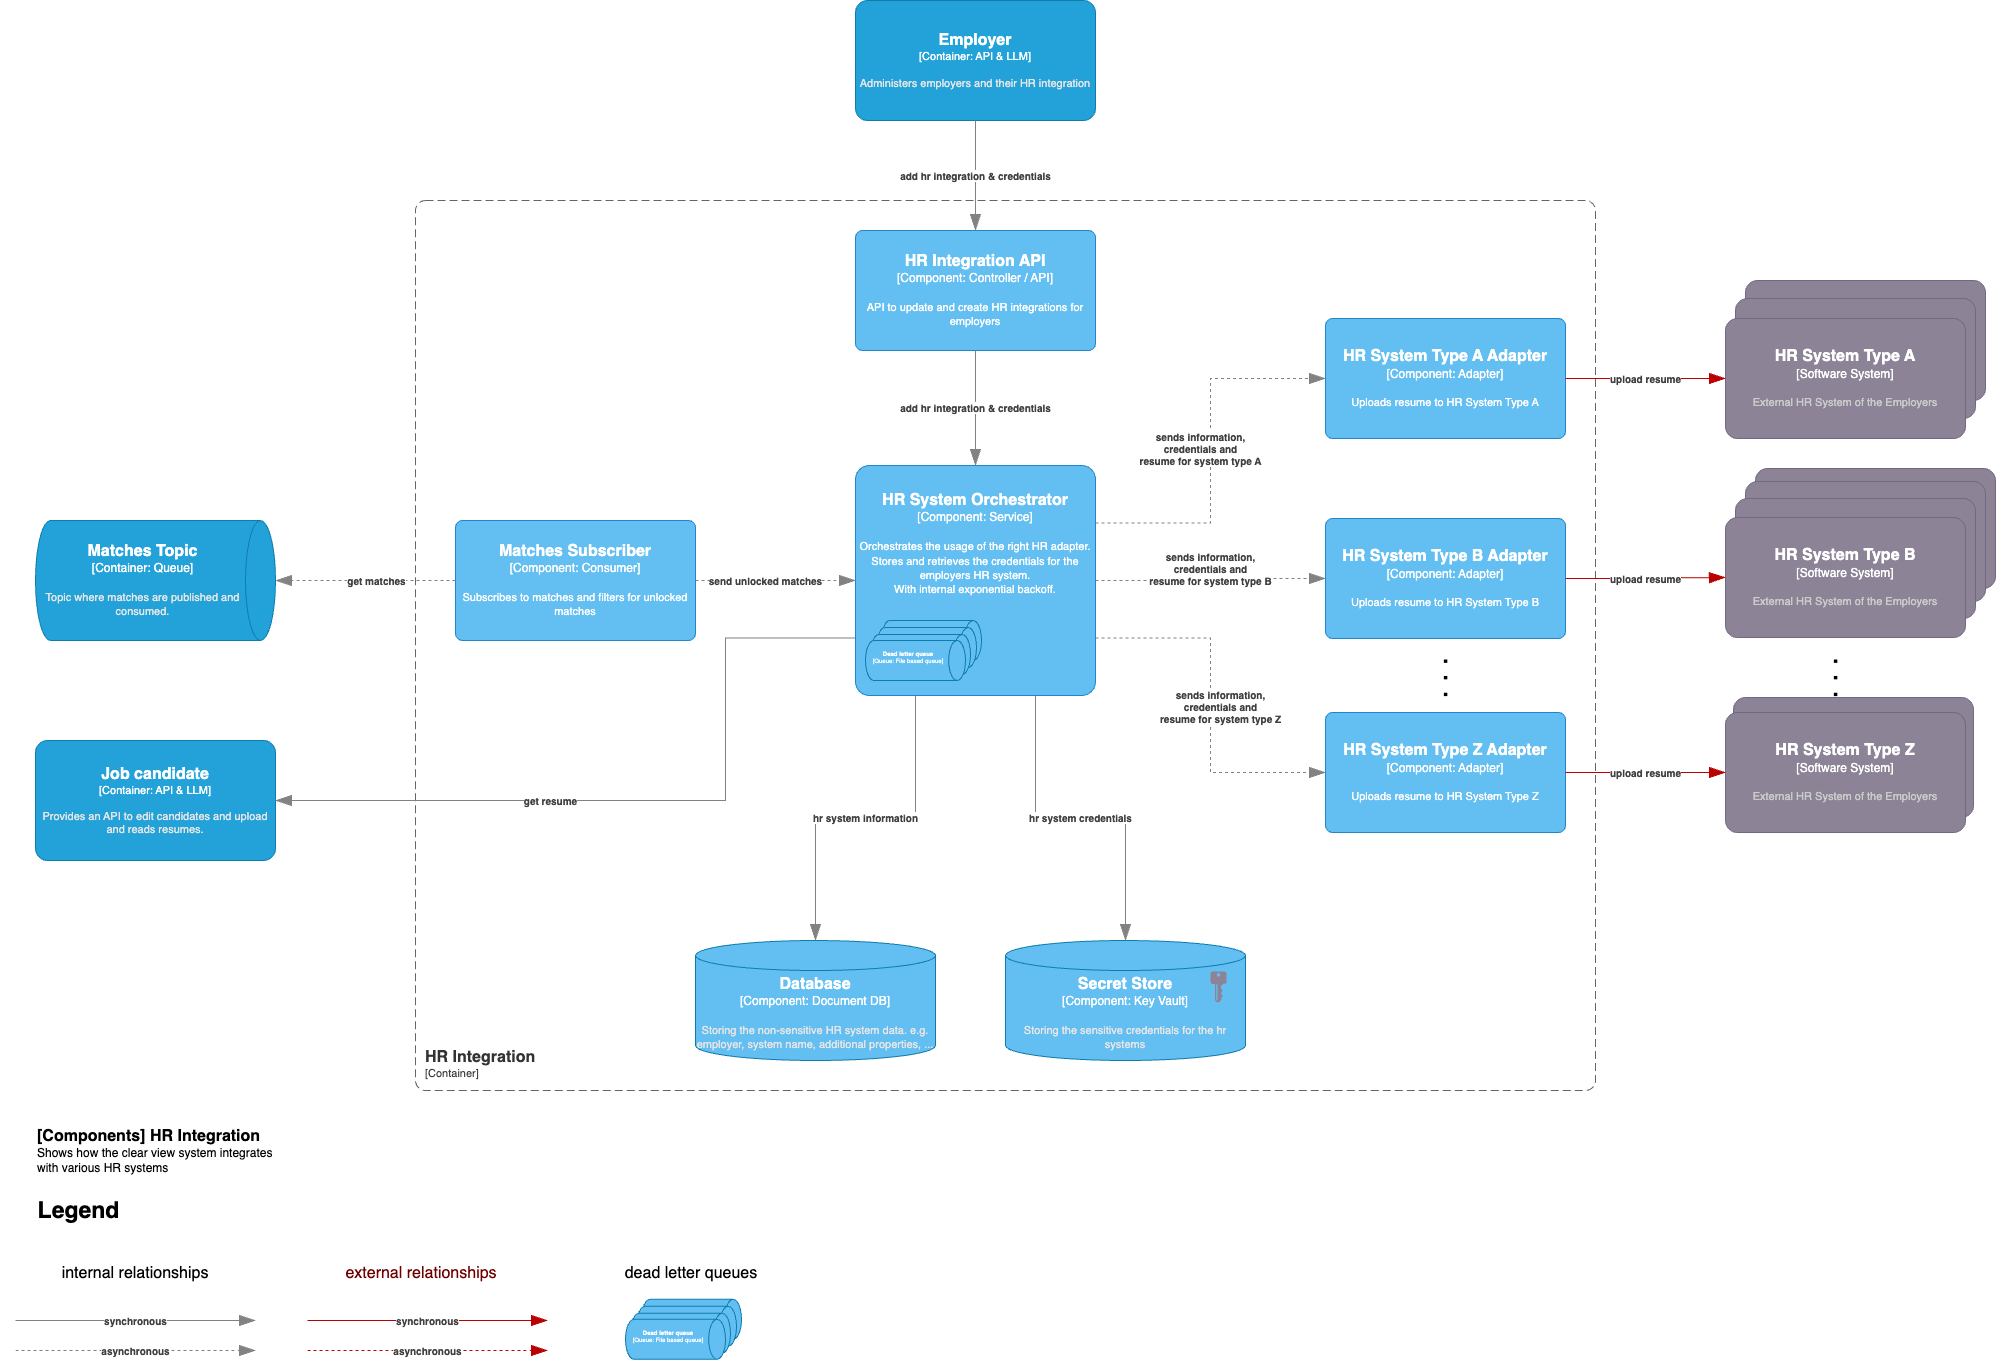 Employer
[Container: API & LLM]
Administers employers and their HR integration
add hr integration & credentials
HR Integration API
[Component: Controller / API]
API to update and create HR integrations for
employers
add hr integration & credentials
HR System Orchestrator
[Component: Service]
Orchestrates the usage of the right HR adapter.
Stores and retrieves the credentials for the
employers HR system.
With internal exponential backoff.
Dead letter queue
[Queue: File based queue]
Matches Topic
[Container: Queue]
Topic where matches are published and
consumed.
get matches
Matches Subscriber
[Component: Consumer]
Subscribes to matches and filters for unlocked
matches
send unlocked matches
Job candidate
[Container: API & LLM]
Provides an API to edit candidates and upload
and reads resumes.
get resume
hr system information
hr system credentials
Database
[Component: Document DB]
Storing the non-sensitive HR system data. e.g.
employer, system name, additional properties, ...
Secret Store
[Component: Key Vault]
Storing the sensitive credentials for the hr
systems
sends information,
credentials and
resume for system type A
HR System Type A Adapter
[Component: Adapter]
Uploads resume to HR System Type A
upload resume
HR System Type A
[Software System]
External HR System of the Employers
sends information,
credentials and
resume for system type B
HR System Type B Adapter
[Component: Adapter]
Uploads resume to HR System Type B
upload resume
HR System Type B
[Software System]
External HR System of the Employers
sends information,
credentials and
resume for system type Z
HR System Type Z Adapter
[Component: Adapter]
Uploads resume to HR System Type Z
upload resume
HR System Type Z
[Software System]
External HR System of the Employers
HR Integration
[Container]
[Components] HR Integration
Shows how the clear view system integrates
with various HR systems
Legend
internal relationships
synchronous
asynchronous
external relationships
synchronous
asynchronous
dead letter queues
Dead letter queue
[Queue: File based queue]